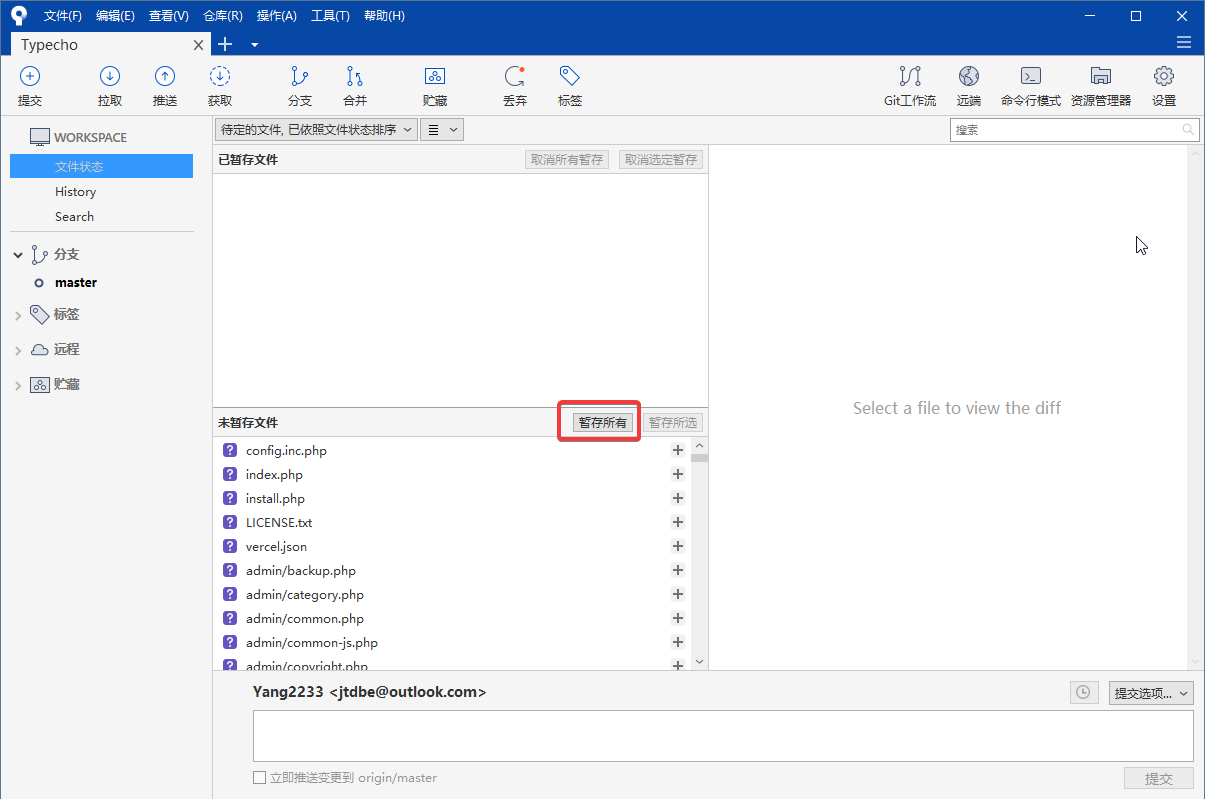 文件(F) 编辑(E) 查看(V) 仓库(R) 操作(A) 工具(T) 帮助(H)
Typecho
提交 拉取 推送 获取 分支 合并 贮藏 丢弃 标签 Git工作流 远端 命令行模式 资源管理器 设置
WORKSPACE
文件状态
History
Search
分支
master
标签
远程
贮藏
待定的文件, 已依照文件状态排序
搜索
已暂存文件 取消所有暂存 取消选定暂存
未暂存文件 暂存所有 暂存所选
config.inc.php
index.php
install.php
LICENSE.txt
vercel.json
admin/backup.php
admin/category.php
admin/common.php
admin/common-js.php
admin/copyright.php
Select a file to view the diff
Yang2233 <jtdbe@outlook.com>
提交选项...
立即推送变更到 origin/master
提交